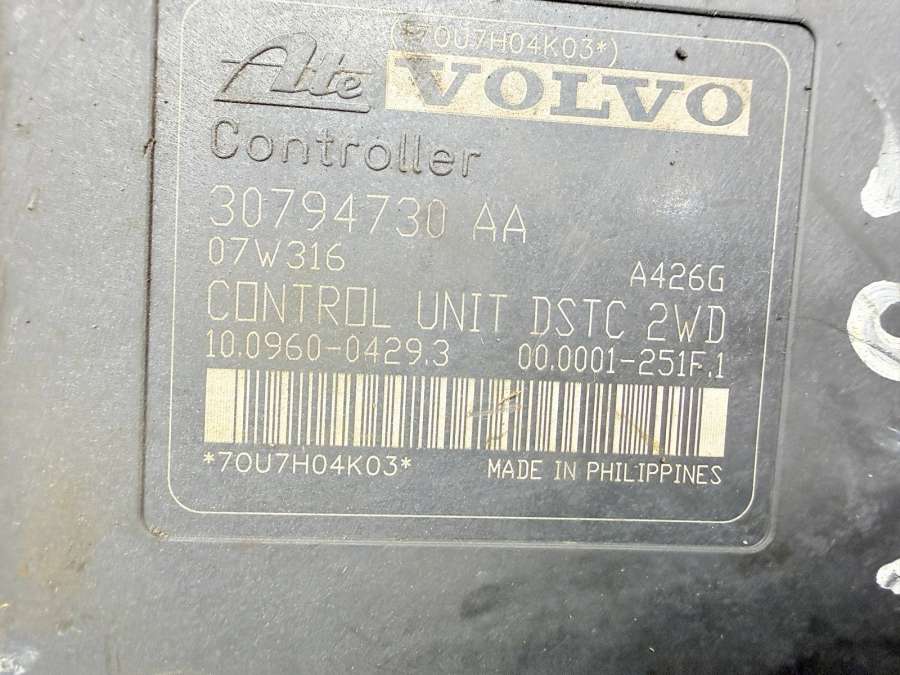 (*70U7H04K03*)
Ate VOLVO
Controller
30794730 AA
07W316 A426G
CONTROL UNIT DSTC 2WD
10.0960-0429.3 00.0001-251F.1
*70U7H04K03* MADE IN PHILIPPINES